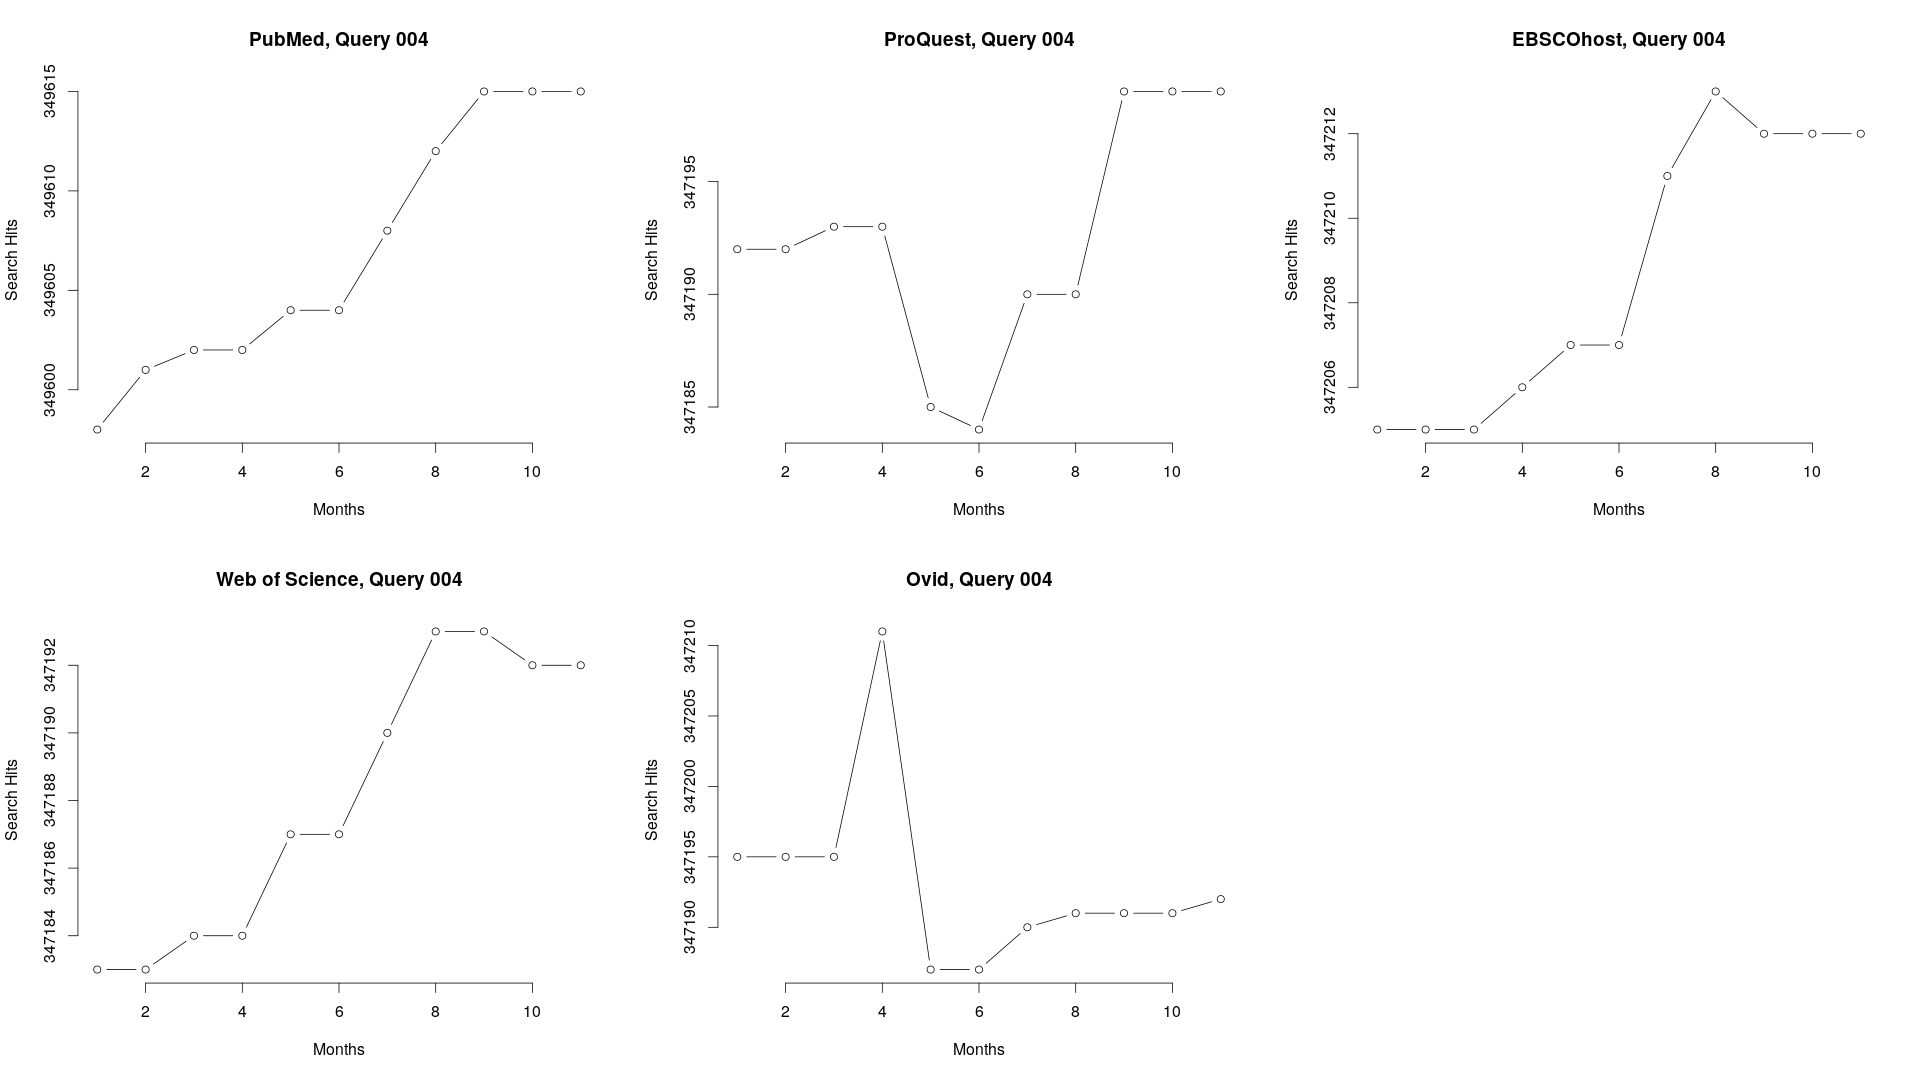 PubMed, Query 004
349600 349605 349610 349615
Search Hits
2 4 6 8 10
Months
ProQuest, Query 004
347185 347190 347195
Search Hits
2 4 6 8 10
Months
EBSCOhost, Query 004
347206 347208 347210 347212
Search Hits
2 4 6 8 10
Months
Web of Science, Query 004
347184 347186 347188 347190 347192
Search Hits
2 4 6 8 10
Months
Ovid, Query 004
347190 347195 347200 347205 347210
Search Hits
2 4 6 8 10
Months